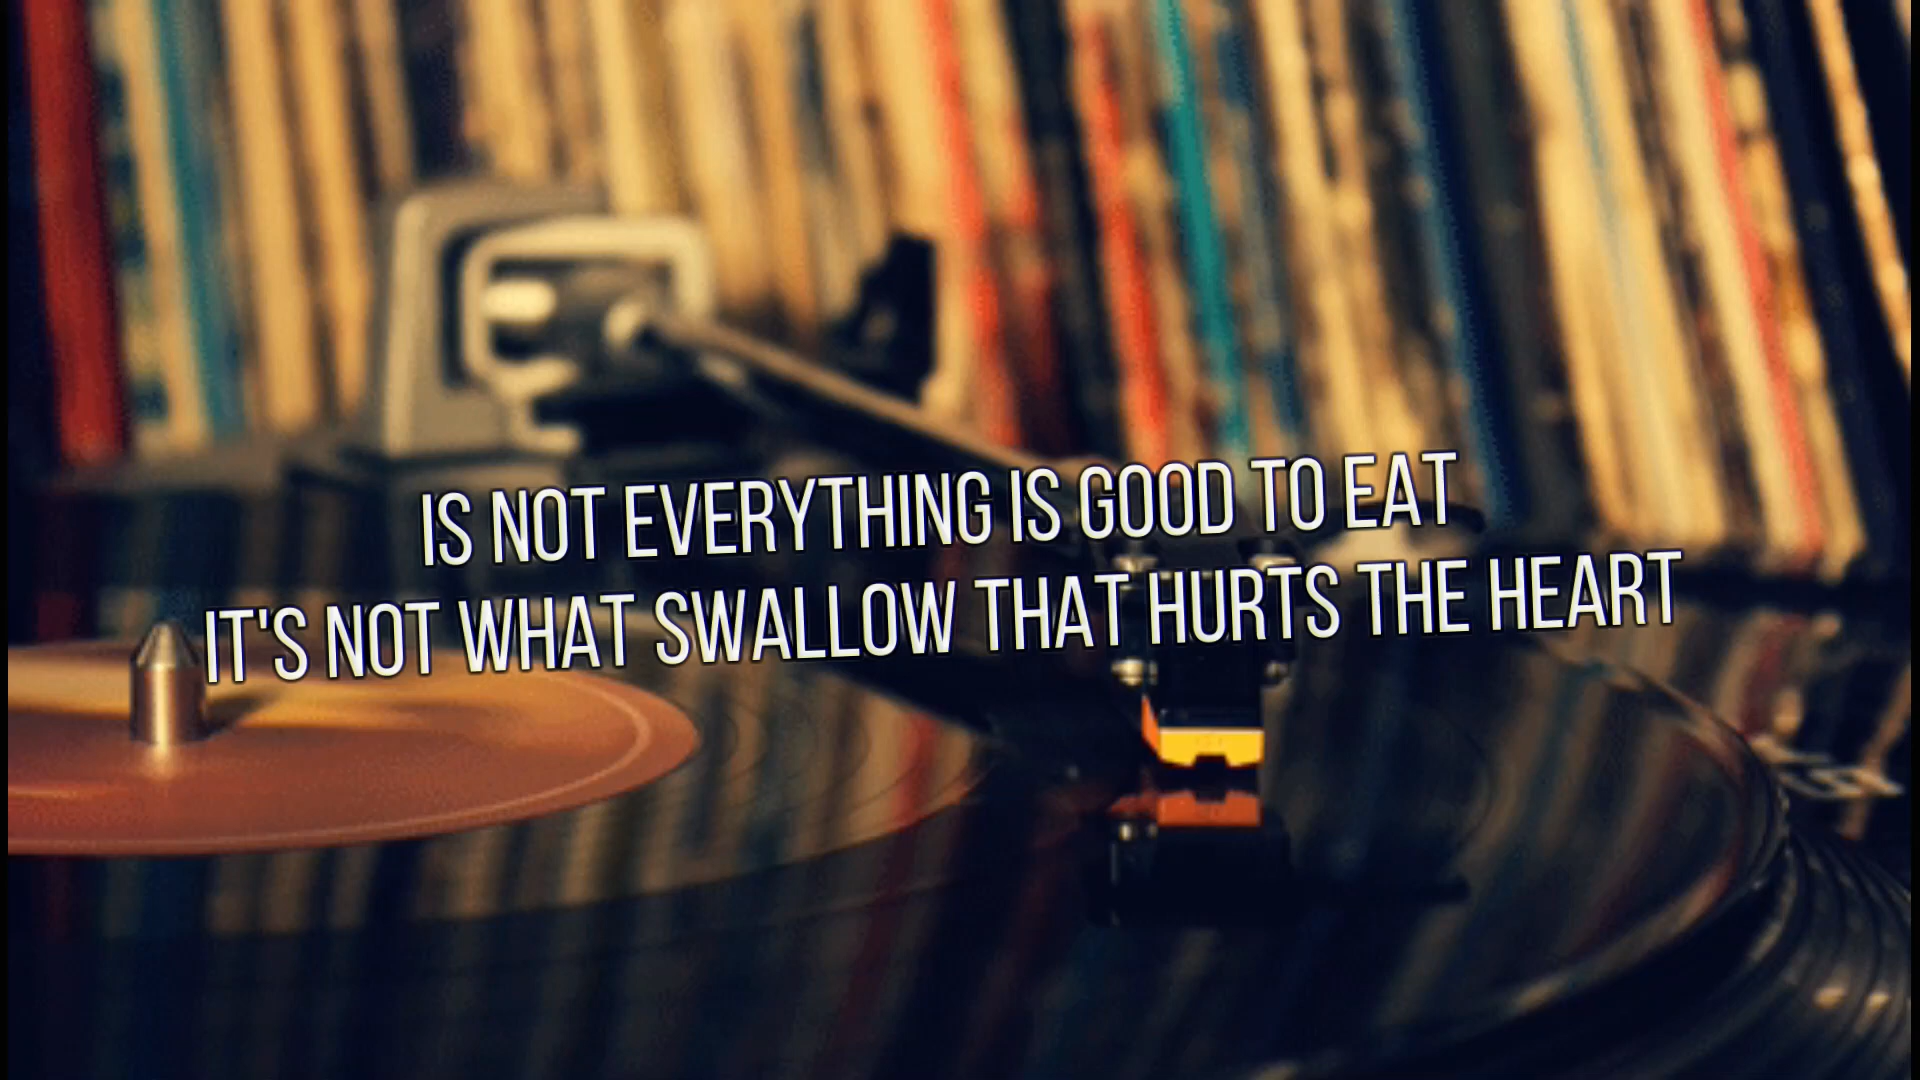 IS NOT EVERYTHING IS GOOD TO EAT
IT'S NOT WHAT SWALLOW THAT HURTS THE HEART